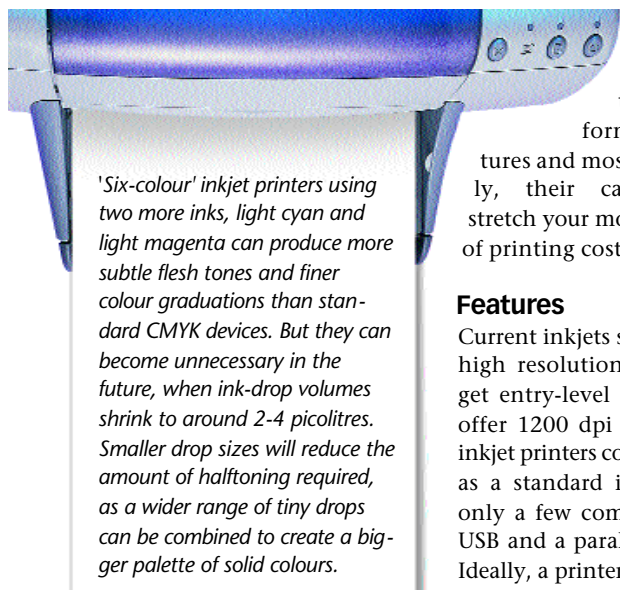 'Six-colour' inkjet printers using
two more inks, light cyan and
light magenta can produce more
subtle flesh tones and finer
colour graduations than stan-
dard CMYK devices. But they can
become unnecessary in the
future, when ink-drop volumes
shrink to around 2-4 picolitres.
Smaller drop sizes will reduce the
amount of halftoning required,
as a wider range of tiny drops
can be combined to create a big-
ger palette of solid colours.
form
tures and mos
ly, their ca
stretch your mo
of printing cost
Features
Current inkjets s
high resolution
get entry-level
offer 1200 dpi
inkjet printers co
as a standard i
only a few com
USB and a paral
Ideally, a printer